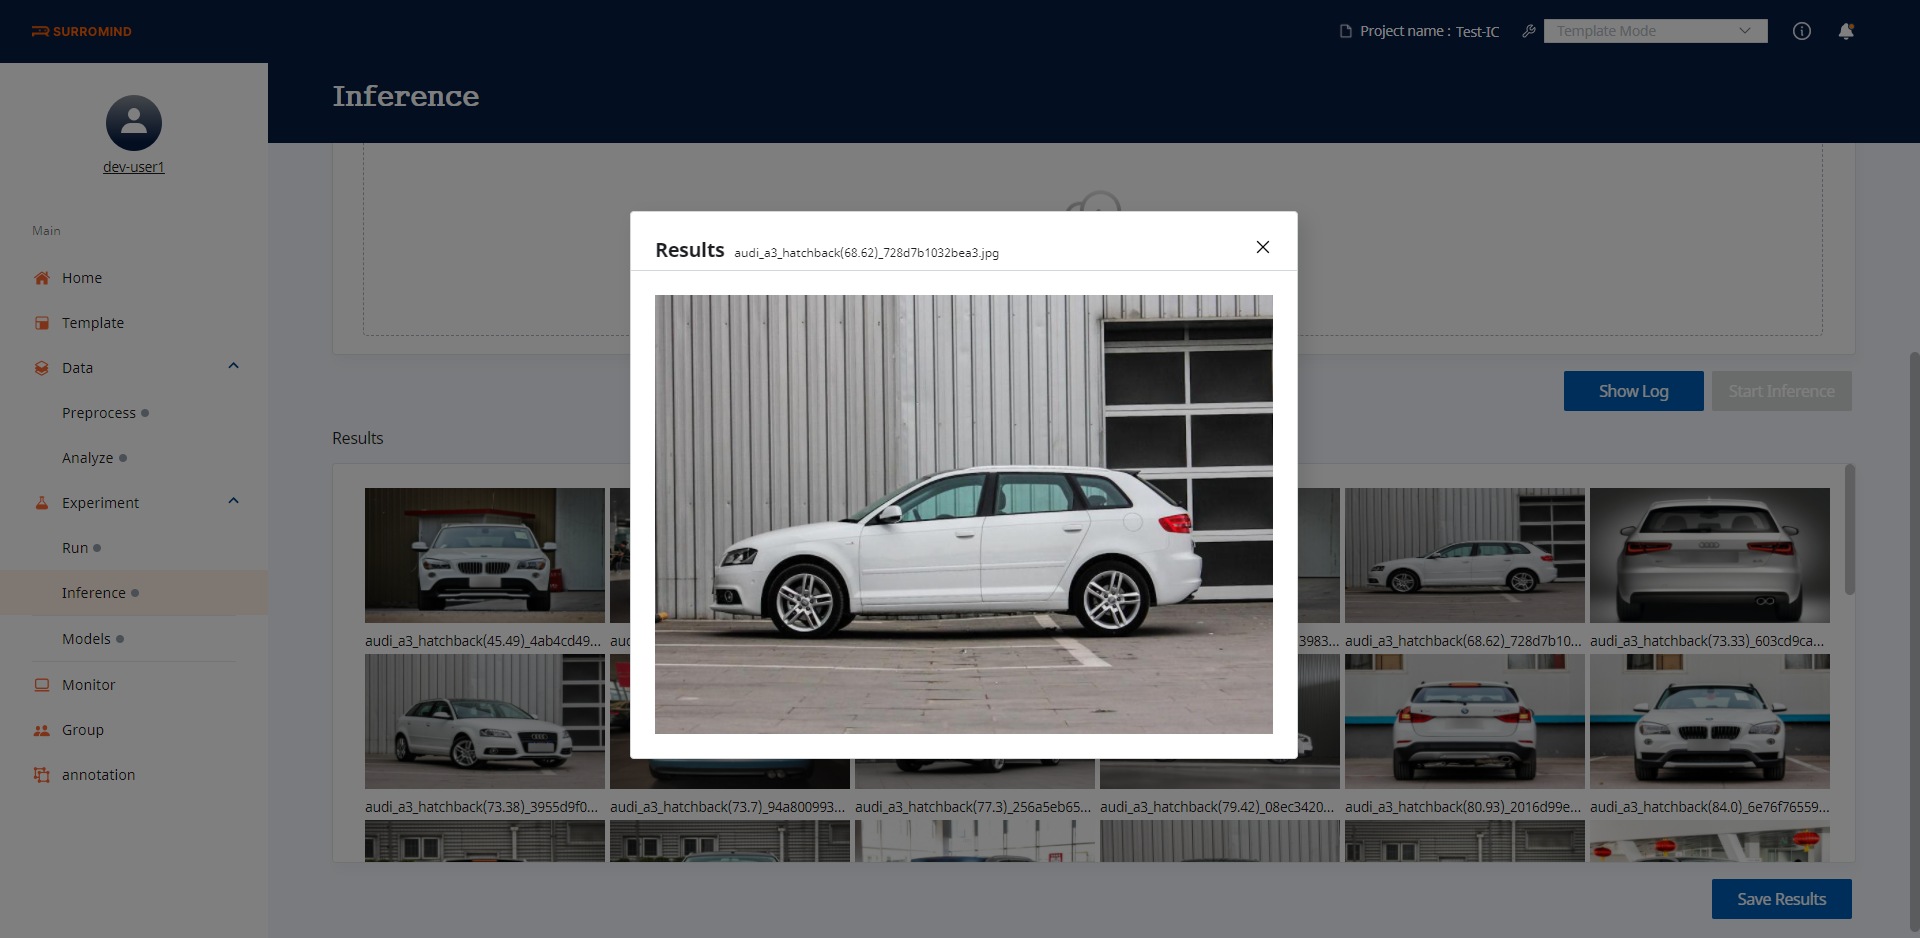 SURROMIND
Project name : Test-IC
Template Mode
Inference
dev-user1
Main
Home
Template
Data
Preprocess
Analyze
Experiment
Run
Inference
Models
Monitor
Group
annotation
Show Log
Start Inference
Results
Results audi_a3_hatchback(68.62)_728d7b1032bea3.jpg
audi_a3_hatchback(45.49)_4ab4cd49...
audi_a3_hatchback(68.62)_728d7b10...
audi_a3_hatchback(73.33)_603cd9ca...
audi_a3_hatchback(73.38)_3955d9f0...
audi_a3_hatchback(73.7)_94a800993...
audi_a3_hatchback(77.3)_256a5eb65...
audi_a3_hatchback(79.42)_08ec3420...
audi_a3_hatchback(80.93)_2016d99e...
audi_a3_hatchback(84.0)_6e76f76559...
Save Results